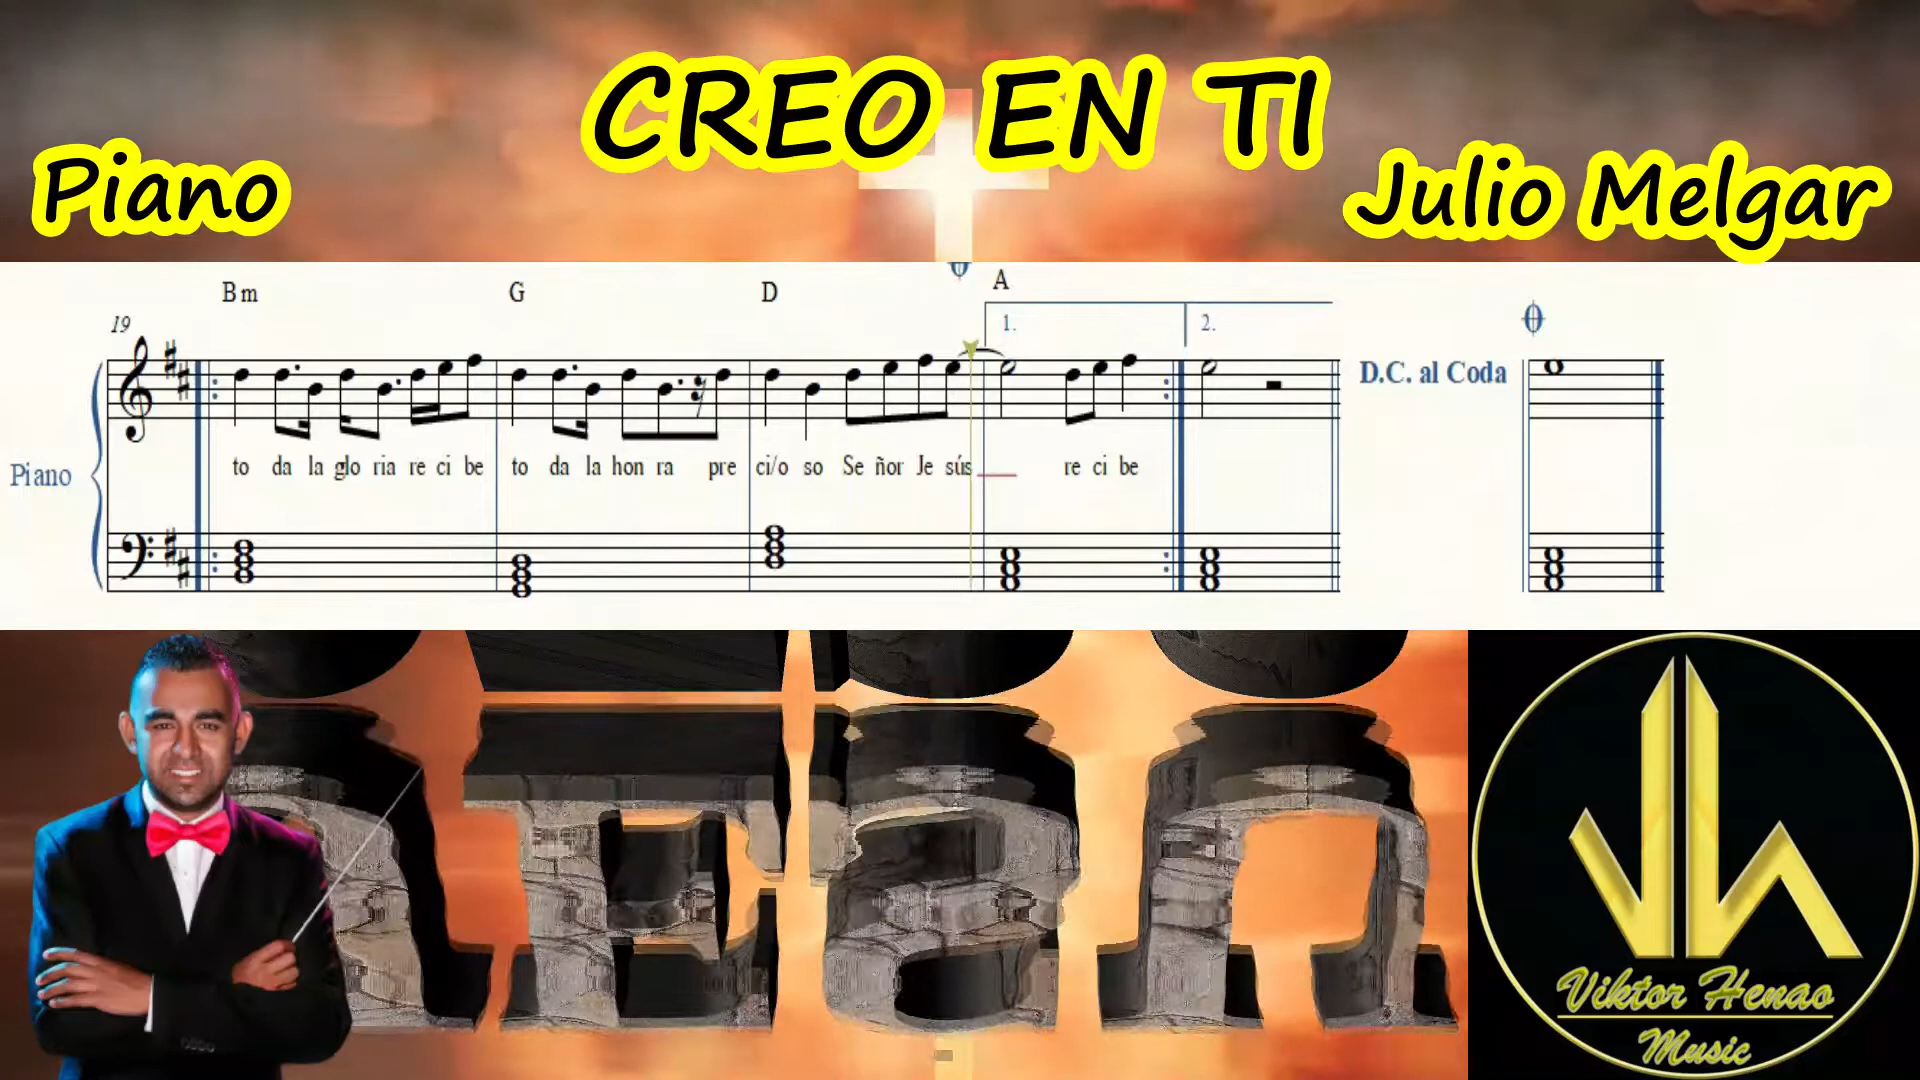 CREO EN TI
Piano
Julio Melgar
Bm G D A
19
1. 2.
D.C. al Coda
Piano
to da la glo ria re ci be to da la hon ra pre ci/o so Se ñor Je sús__ re ci be
Viktor Henao
Music